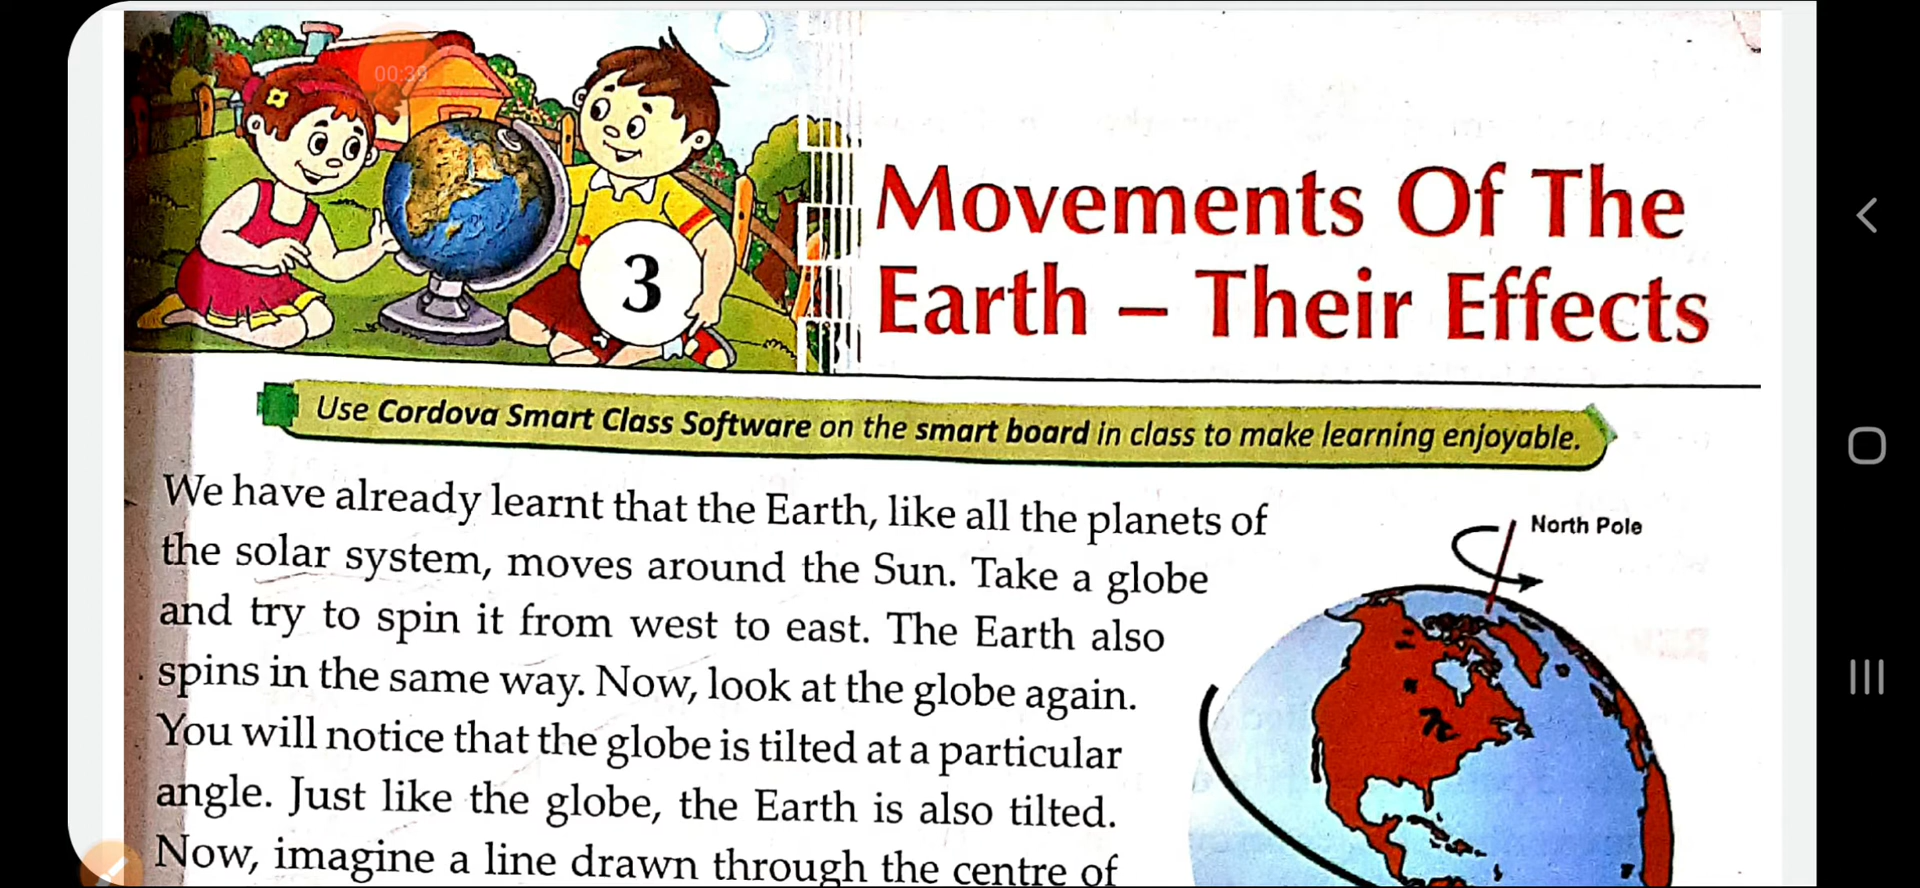 00:39
3
Movements Of The
Earth – Their Effects
Use Cordova Smart Class Software on the smart board in class to make learning enjoyable.
We have already learnt that the Earth, like all the planets of
the solar system, moves around the Sun. Take a globe
and try to spin it from west to east. The Earth also
spins in the same way. Now, look at the globe again.
You will notice that the globe is tilted at a particular
angle. Just like the globe, the Earth is also tilted.
Now, imagine a line drawn through the centre of
North Pole